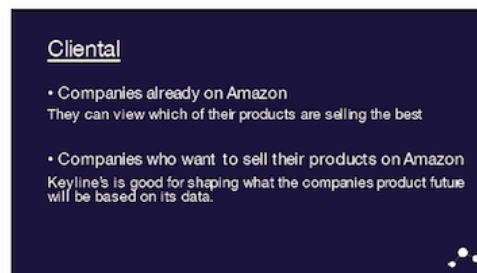 Cliental
• Companies already on Amazon
They can view which of their products are selling the best
• Companies who want to sell their products on Amazon
Keyline's is good for shaping what the companies product future
will be based on its data.